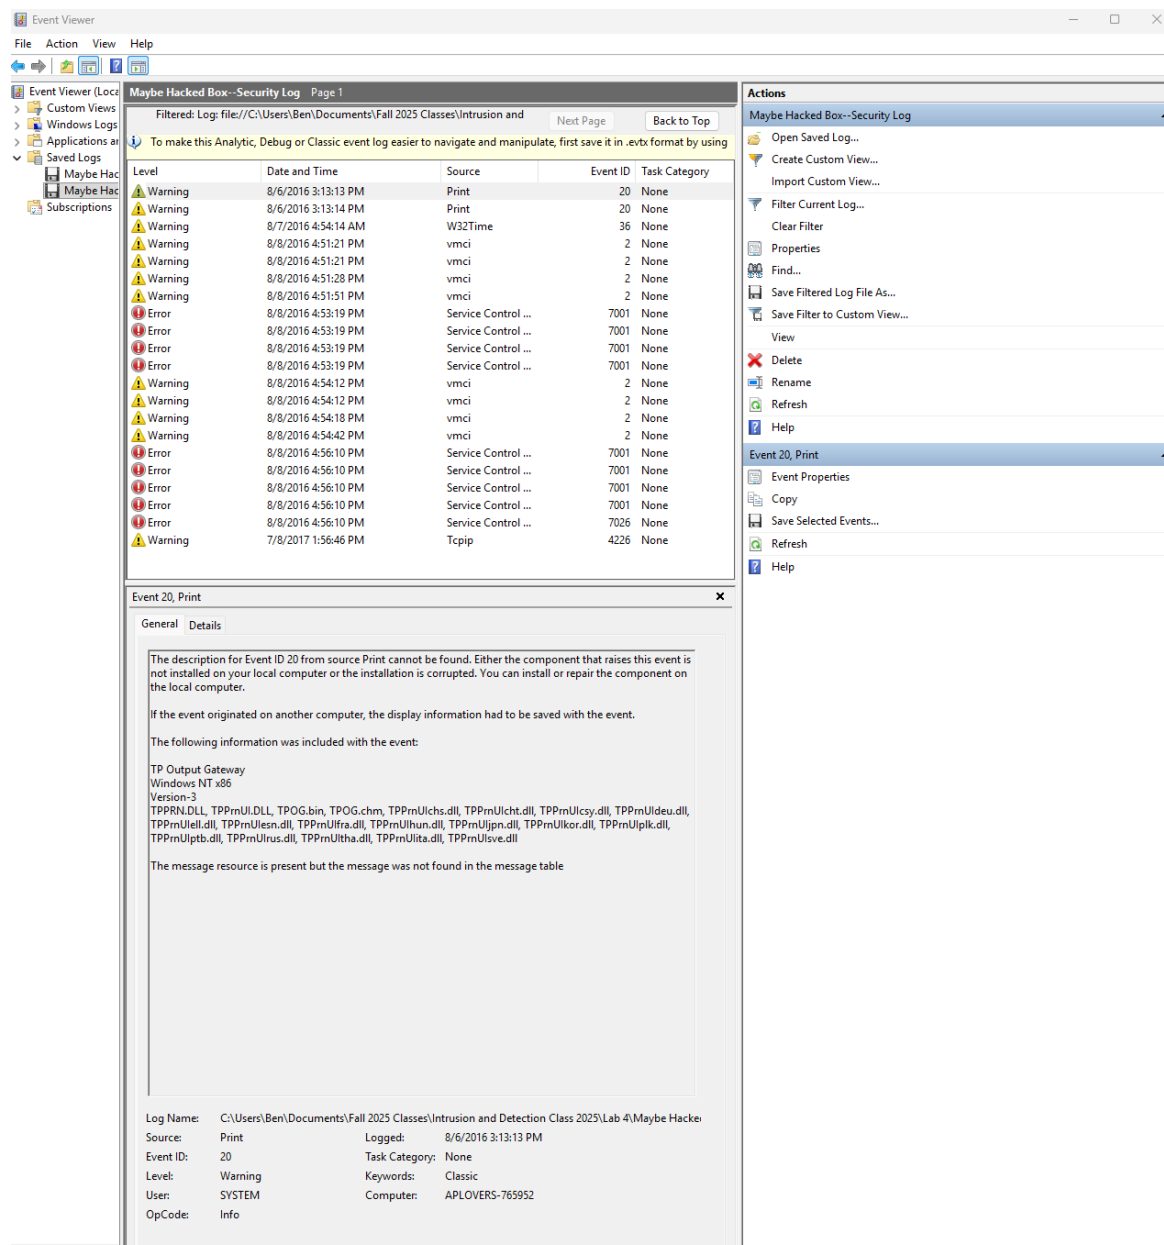 Event Viewer
File Action View Help
Event Viewer (Loca
Custom Views
Windows Logs
Applications ar
Saved Logs
Maybe Hac
Maybe Hac
Subscriptions
Maybe Hacked Box--Security Log Page 1
Filtered: Log: file://C:\Users\Ben\Documents\Fall 2025 Classes\Intrusion and
Next Page
Back to Top
To make this Analytic, Debug or Classic event log easier to navigate and manipulate, first save it in .evtx format by using
Level Date and Time Source Event ID Task Category
Warning 8/6/2016 3:13:13 PM Print 20 None
Warning 8/6/2016 3:13:14 PM Print 20 None
Warning 8/7/2016 4:54:14 AM W32Time 36 None
Warning 8/8/2016 4:51:21 PM vmci 2 None
Warning 8/8/2016 4:51:21 PM vmci 2 None
Warning 8/8/2016 4:51:28 PM vmci 2 None
Warning 8/8/2016 4:51:51 PM vmci 2 None
Error 8/8/2016 4:53:19 PM Service Control ... 7001 None
Error 8/8/2016 4:53:19 PM Service Control ... 7001 None
Error 8/8/2016 4:53:19 PM Service Control ... 7001 None
Error 8/8/2016 4:53:19 PM Service Control ... 7001 None
Warning 8/8/2016 4:54:12 PM vmci 2 None
Warning 8/8/2016 4:54:12 PM vmci 2 None
Warning 8/8/2016 4:54:18 PM vmci 2 None
Warning 8/8/2016 4:54:42 PM vmci 2 None
Error 8/8/2016 4:56:10 PM Service Control ... 7001 None
Error 8/8/2016 4:56:10 PM Service Control ... 7001 None
Error 8/8/2016 4:56:10 PM Service Control ... 7001 None
Error 8/8/2016 4:56:10 PM Service Control ... 7001 None
Error 8/8/2016 4:56:10 PM Service Control ... 7026 None
Warning 7/8/2017 1:56:46 PM Tcpip 4226 None
Event 20, Print
General Details
The description for Event ID 20 from source Print cannot be found. Either the component that raises this event is
not installed on your local computer or the installation is corrupted. You can install or repair the component on
the local computer.
If the event originated on another computer, the display information had to be saved with the event.
The following information was included with the event:
TP Output Gateway
Windows NT x86
Version-3
TPPRN.DLL, TPPrnUI.DLL, TPOG.bin, TPOG.chm, TPPrnUIchs.dll, TPPrnUIcht.dll, TPPrnUIcsy.dll, TPPrnUIdeu.dll,
TPPrnUIell.dll, TPPrnUIesn.dll, TPPrnUIfra.dll, TPPrnUIhun.dll, TPPrnUIjpn.dll, TPPrnUIkor.dll, TPPrnUIplk.dll,
TPPrnUIptb.dll, TPPrnUIrus.dll, TPPrnUItha.dll, TPPrnUIita.dll, TPPrnUIsve.dll
The message resource is present but the message was not found in the message table
Log Name: C:\Users\Ben\Documents\Fall 2025 Classes\Intrusion and Detection Class 2025\Lab 4\Maybe Hacke
Source: Print Logged: 8/6/2016 3:13:13 PM
Event ID: 20 Task Category: None
Level: Warning Keywords: Classic
User: SYSTEM Computer: APLOVERS-765952
OpCode: Info
Actions
Maybe Hacked Box--Security Log
Open Saved Log...
Create Custom View...
Import Custom View...
Filter Current Log...
Clear Filter
Properties
Find...
Save Filtered Log File As...
Save Filter to Custom View...
View
Delete
Rename
Refresh
Help
Event 20, Print
Event Properties
Copy
Save Selected Events...
Refresh
Help